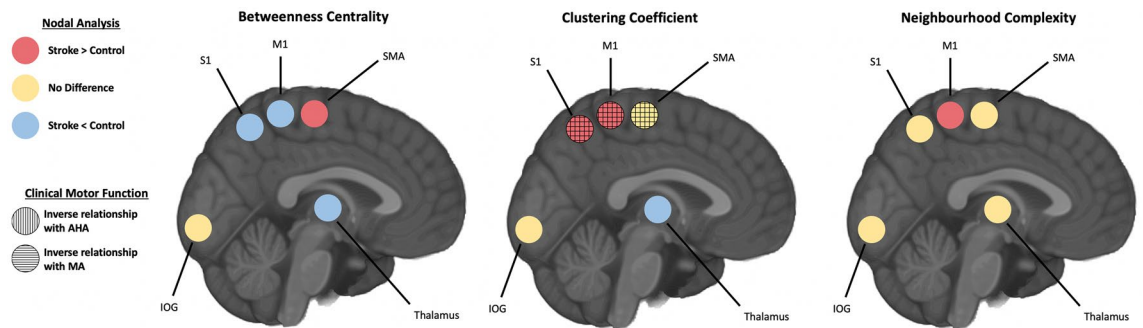 Nodal Analysis
Stroke > Control
No Difference
Stroke < Control
Clinical Motor Function
Inverse relationship
with AHA
Inverse relationship
with MA
Betweenness Centrality
S1
M1
SMA
IOG
Thalamus
Clustering Coefficient
S1
M1
SMA
IOG
Thalamus
Neighbourhood Complexity
S1
M1
SMA
IOG
Thalamus